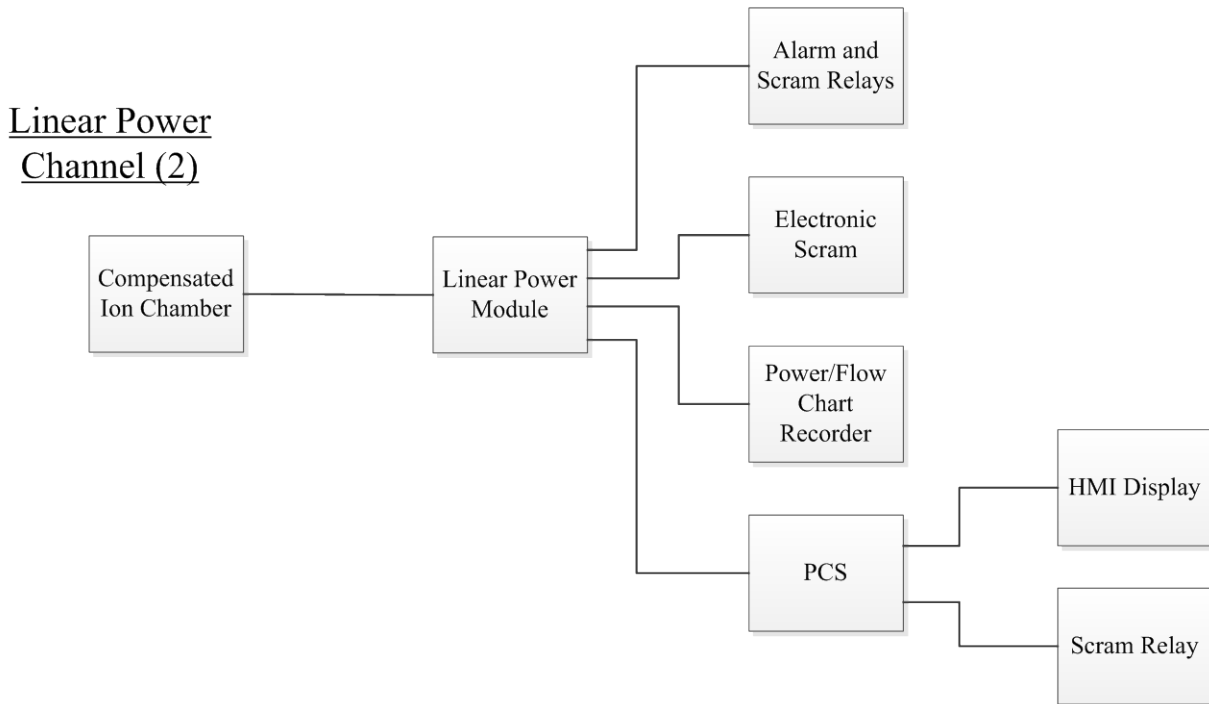 Linear Power
Channel (2)
Compensated
Ion Chamber
Linear Power
Module
Alarm and
Scram Relays
Electronic
Scram
Power/Flow
Chart
Recorder
PCS
HMI Display
Scram Relay